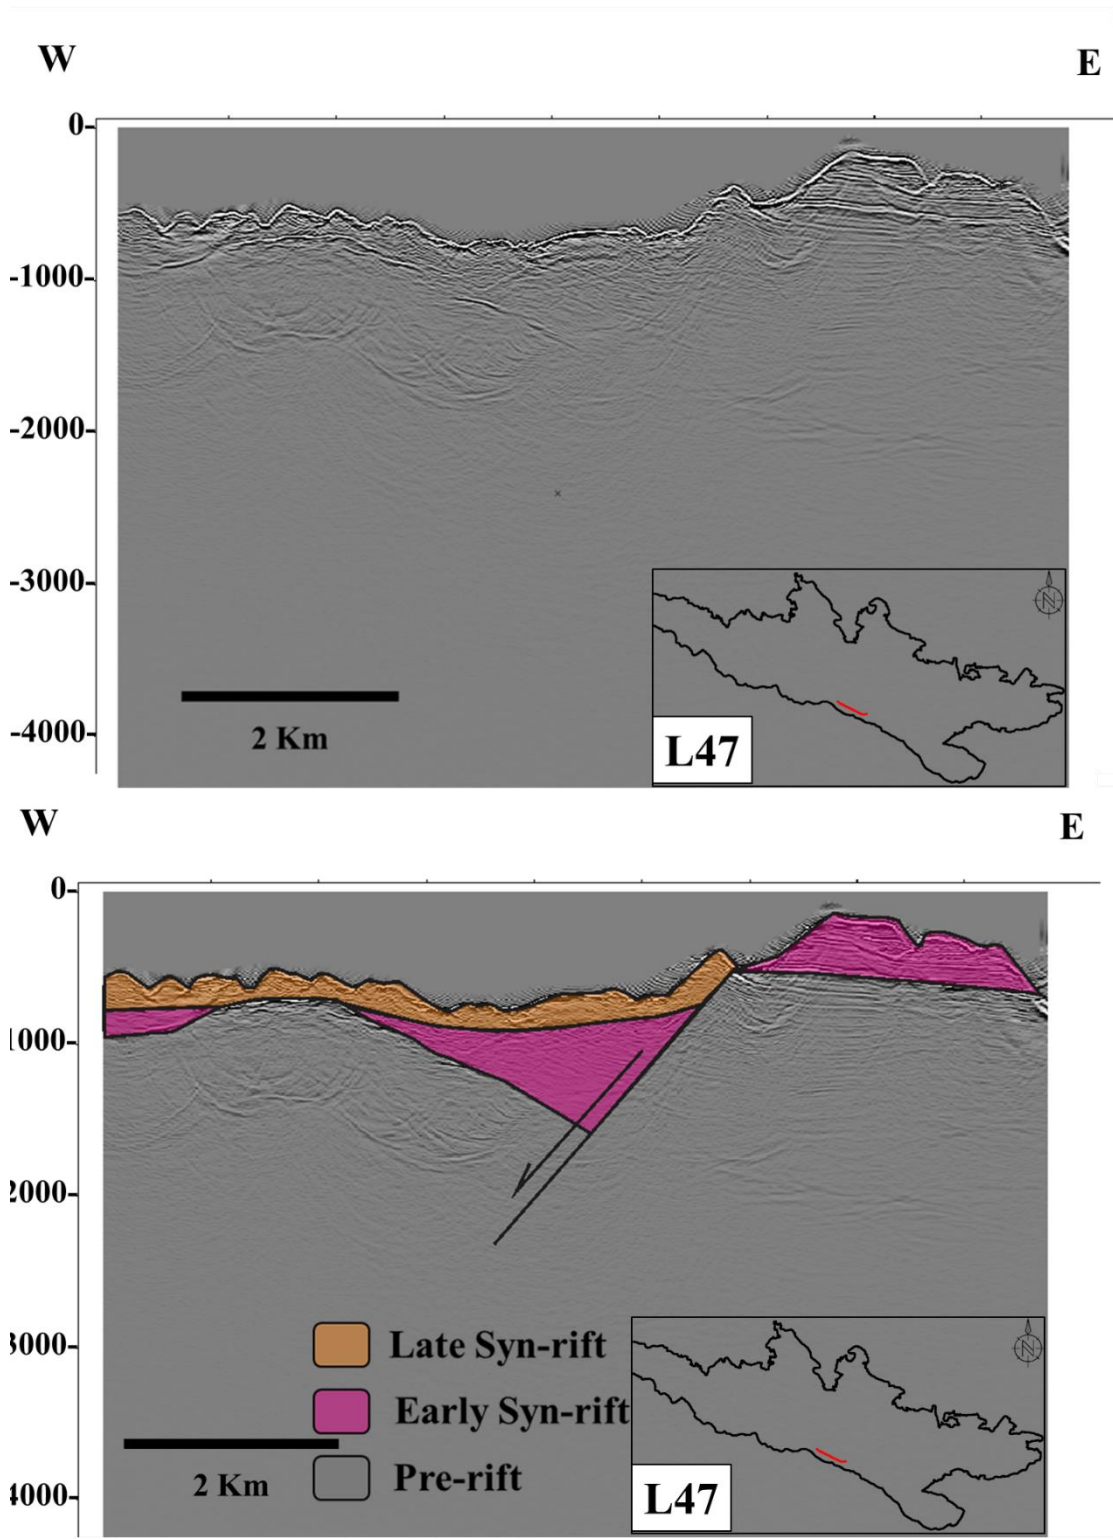 W E
0
-1000
-2000
-3000
-4000
2 Km
N
L47
W E
0
1000
2000
3000
4000
Late Syn-rift
Early Syn-rift
Pre-rift
2 Km
N
L47